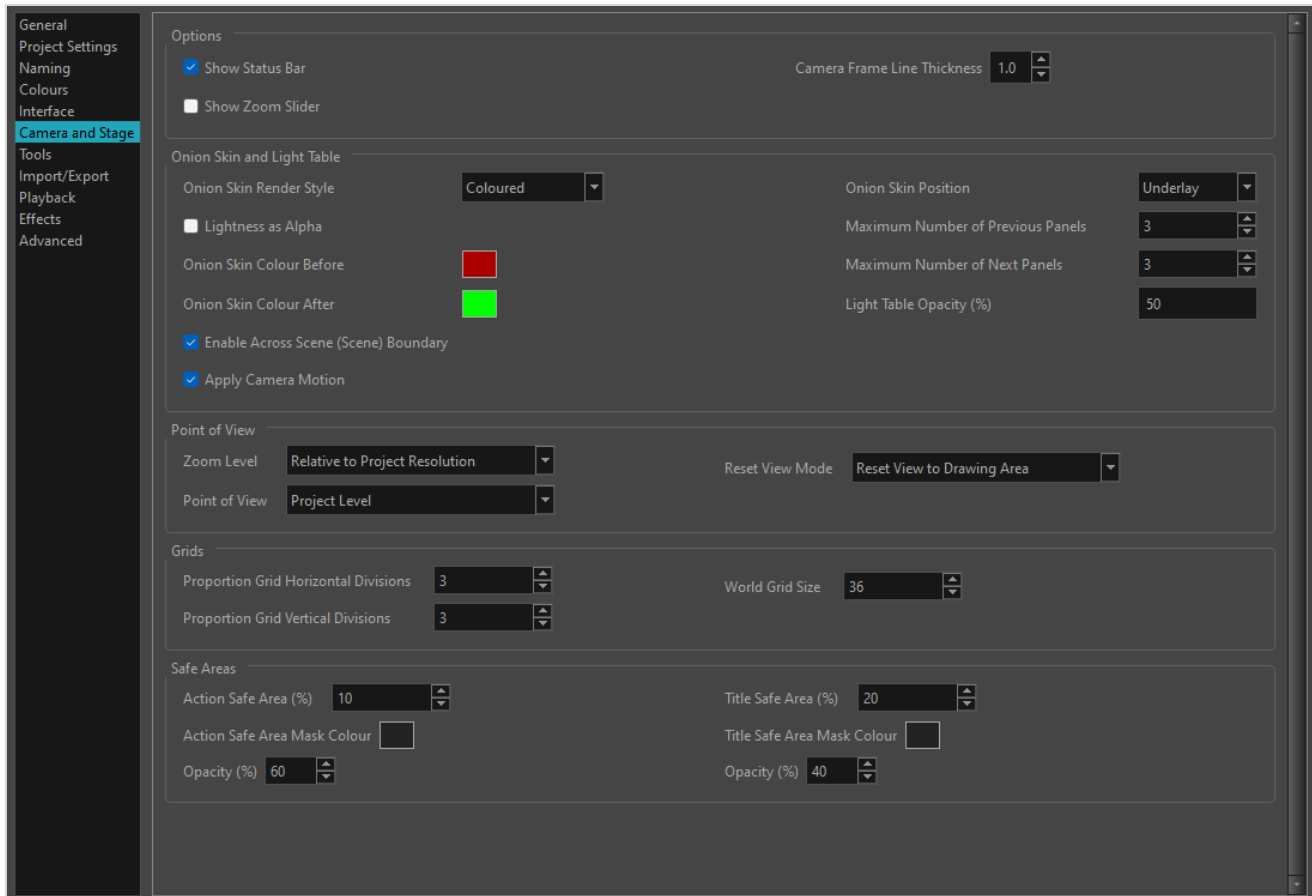 General
Project Settings
Naming
Colours
Interface
Camera and Stage
Tools
Import/Export
Playback
Effects
Advanced
Options
Show Status Bar
Camera Frame Line Thickness 1.0
Show Zoom Slider
Onion Skin and Light Table
Onion Skin Render Style Coloured
Onion Skin Position Underlay
Lightness as Alpha
Maximum Number of Previous Panels 3
Onion Skin Colour Before
Maximum Number of Next Panels 3
Onion Skin Colour After
Light Table Opacity (%) 50
Enable Across Scene (Scene) Boundary
Apply Camera Motion
Point of View
Zoom Level Relative to Project Resolution
Reset View Mode Reset View to Drawing Area
Point of View Project Level
Grids
Proportion Grid Horizontal Divisions 3
World Grid Size 36
Proportion Grid Vertical Divisions 3
Safe Areas
Action Safe Area (%) 10
Title Safe Area (%) 20
Action Safe Area Mask Colour
Title Safe Area Mask Colour
Opacity (%) 60
Opacity (%) 40